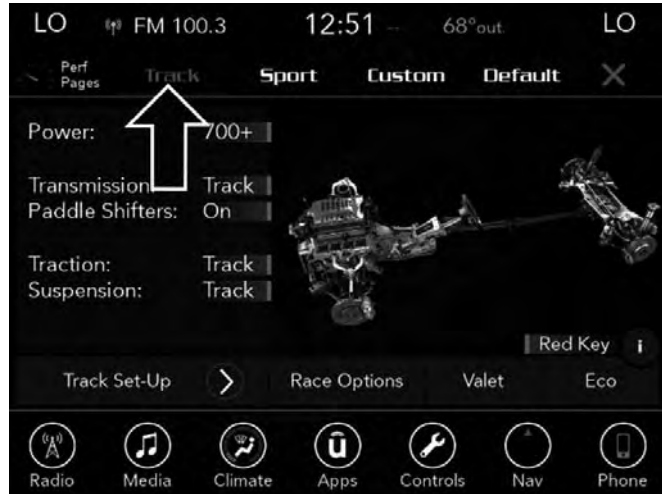 LO FM 100.3 12:51 -- 68°out LO
Perf
Pages Track Sport Custom Default X
Power: 700+
Transmission: Track
Paddle Shifters: On
Traction: Track
Suspension: Track
Red Key i
Track Set-Up > Race Options Valet Eco
Radio Media Climate Apps Controls Nav Phone